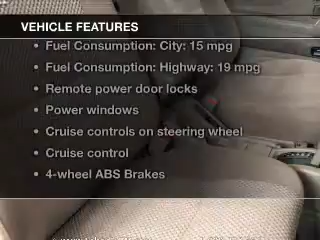 VEHICLE FEATURES
• Fuel Consumption: City: 15 mpg
• Fuel Consumption: Highway: 19 mpg
• Remote power door locks
• Power windows
• Cruise controls on steering wheel
• Cruise control
• 4-wheel ABS Brakes